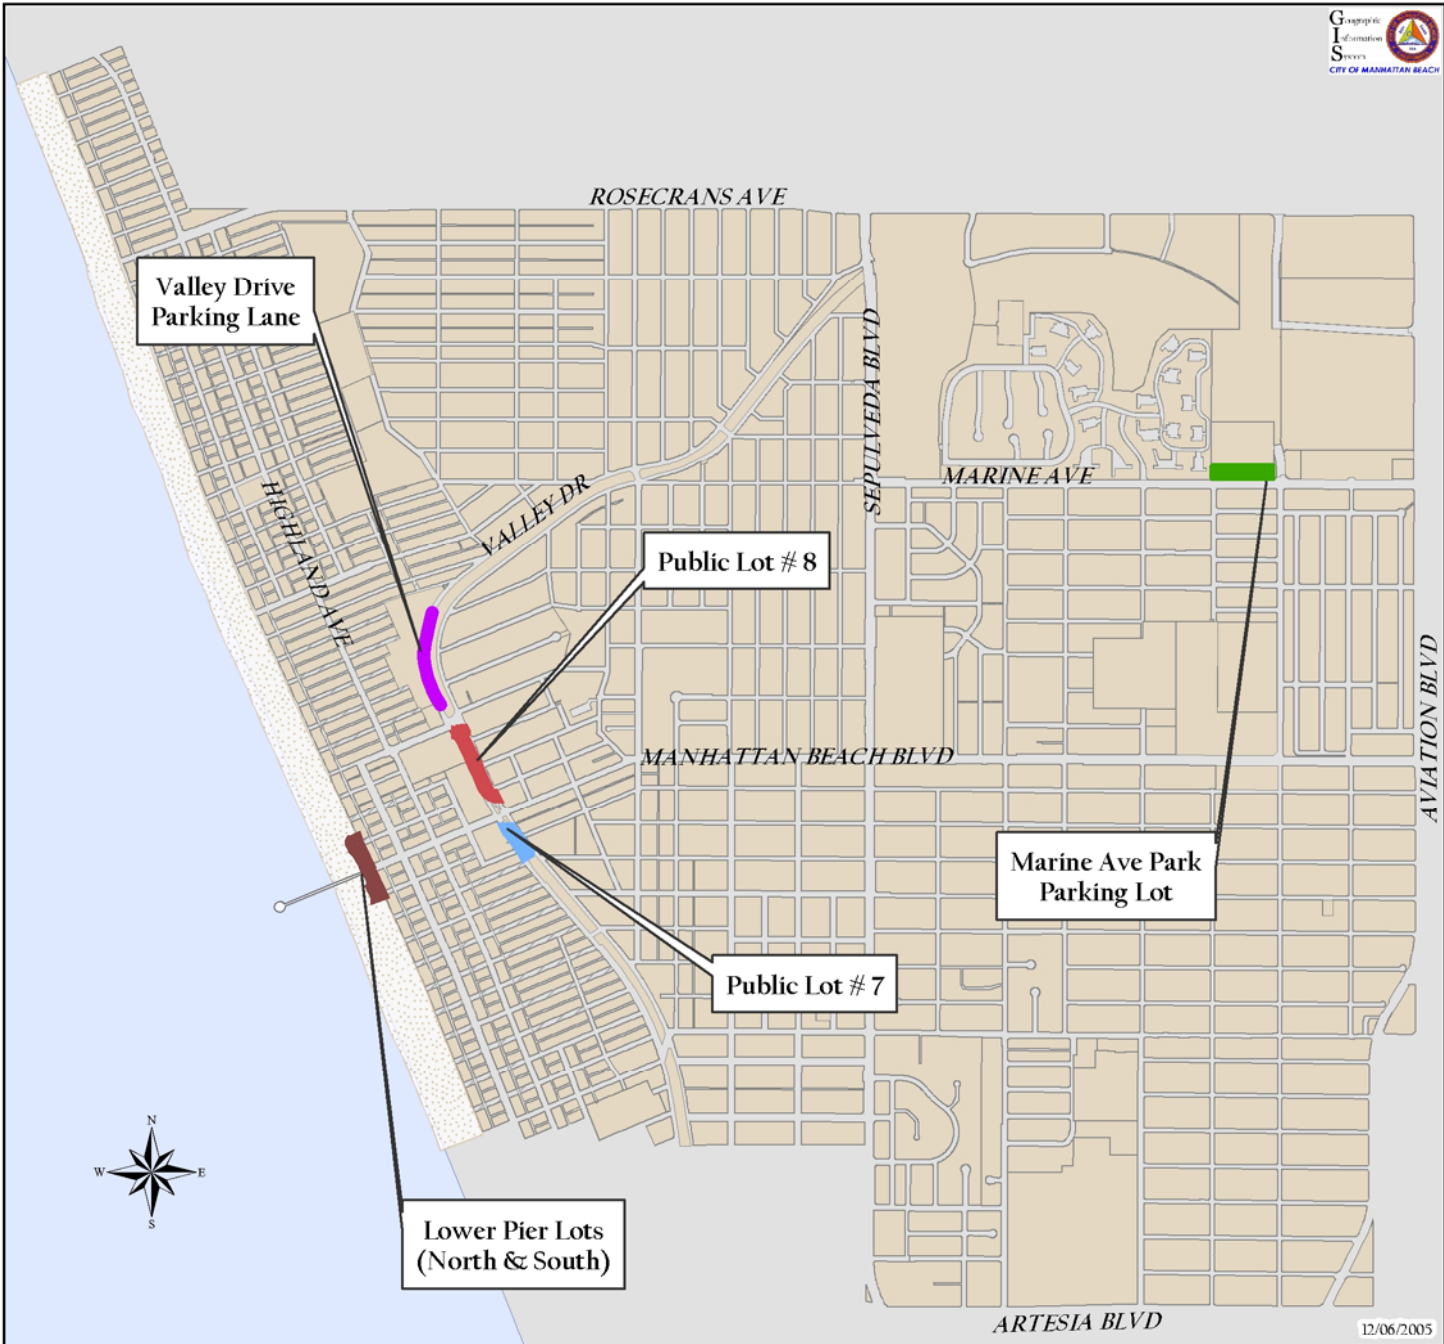 Geographic
Information
System
CITY OF MANHATTAN BEACH
ROSECRANS AVE
Valley Drive
Parking Lane
SEPULVEDA BLVD
MARINE AVE
HIGHLAND AVE
VALLEY DR
Public Lot # 8
AVIATION BLVD
MANHATTAN BEACH BLVD
Marine Ave Park
Parking Lot
Public Lot # 7
N
W
E
S
Lower Pier Lots
(North & South)
ARTESIA BLVD
12/06/2005